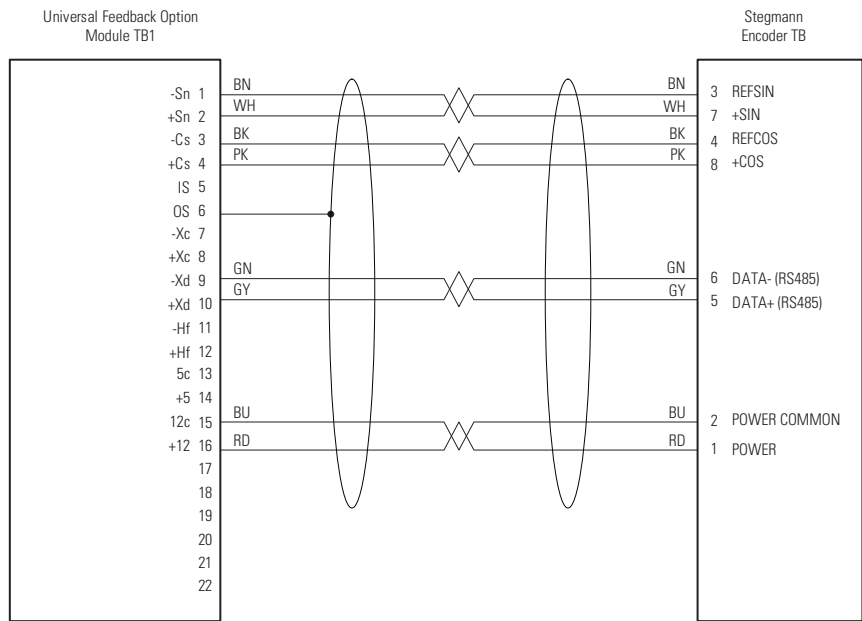 Universal Feedback Option
Module TB1
Stegmann
Encoder TB
-Sn 1 BN BN 3 REFSIN
+Sn 2 WH WH 7 +SIN
-Cs 3 BK BK 4 REFCOS
+Cs 4 PK PK 8 +COS
IS 5
OS 6
-Xc 7
+Xc 8
-Xd 9 GN GN 6 DATA- (RS485)
+Xd 10 GY GY 5 DATA+ (RS485)
-Hf 11
+Hf 12
5c 13
+5 14
12c 15 BU BU 2 POWER COMMON
+12 16 RD RD 1 POWER
17
18
19
20
21
22